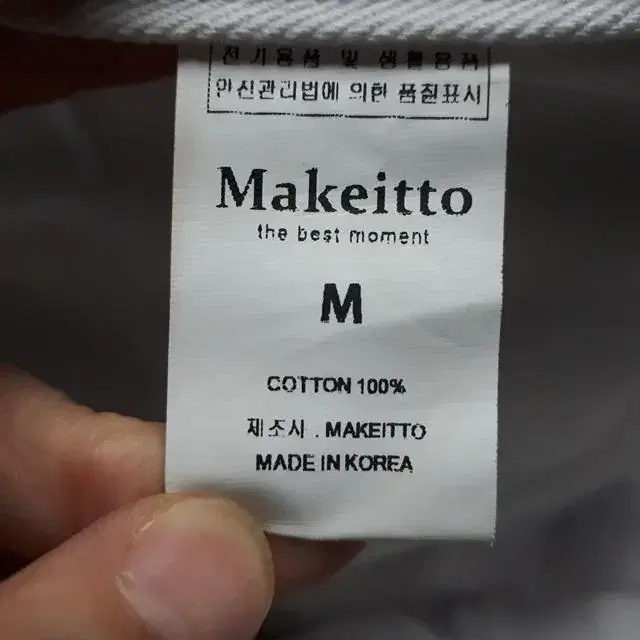 전기용품 및 생활용품
안전관리법에 의한 품질표시
Makeitto
the best moment
M
COTTON 100%
제조사 . MAKEITTO
MADE IN KOREA